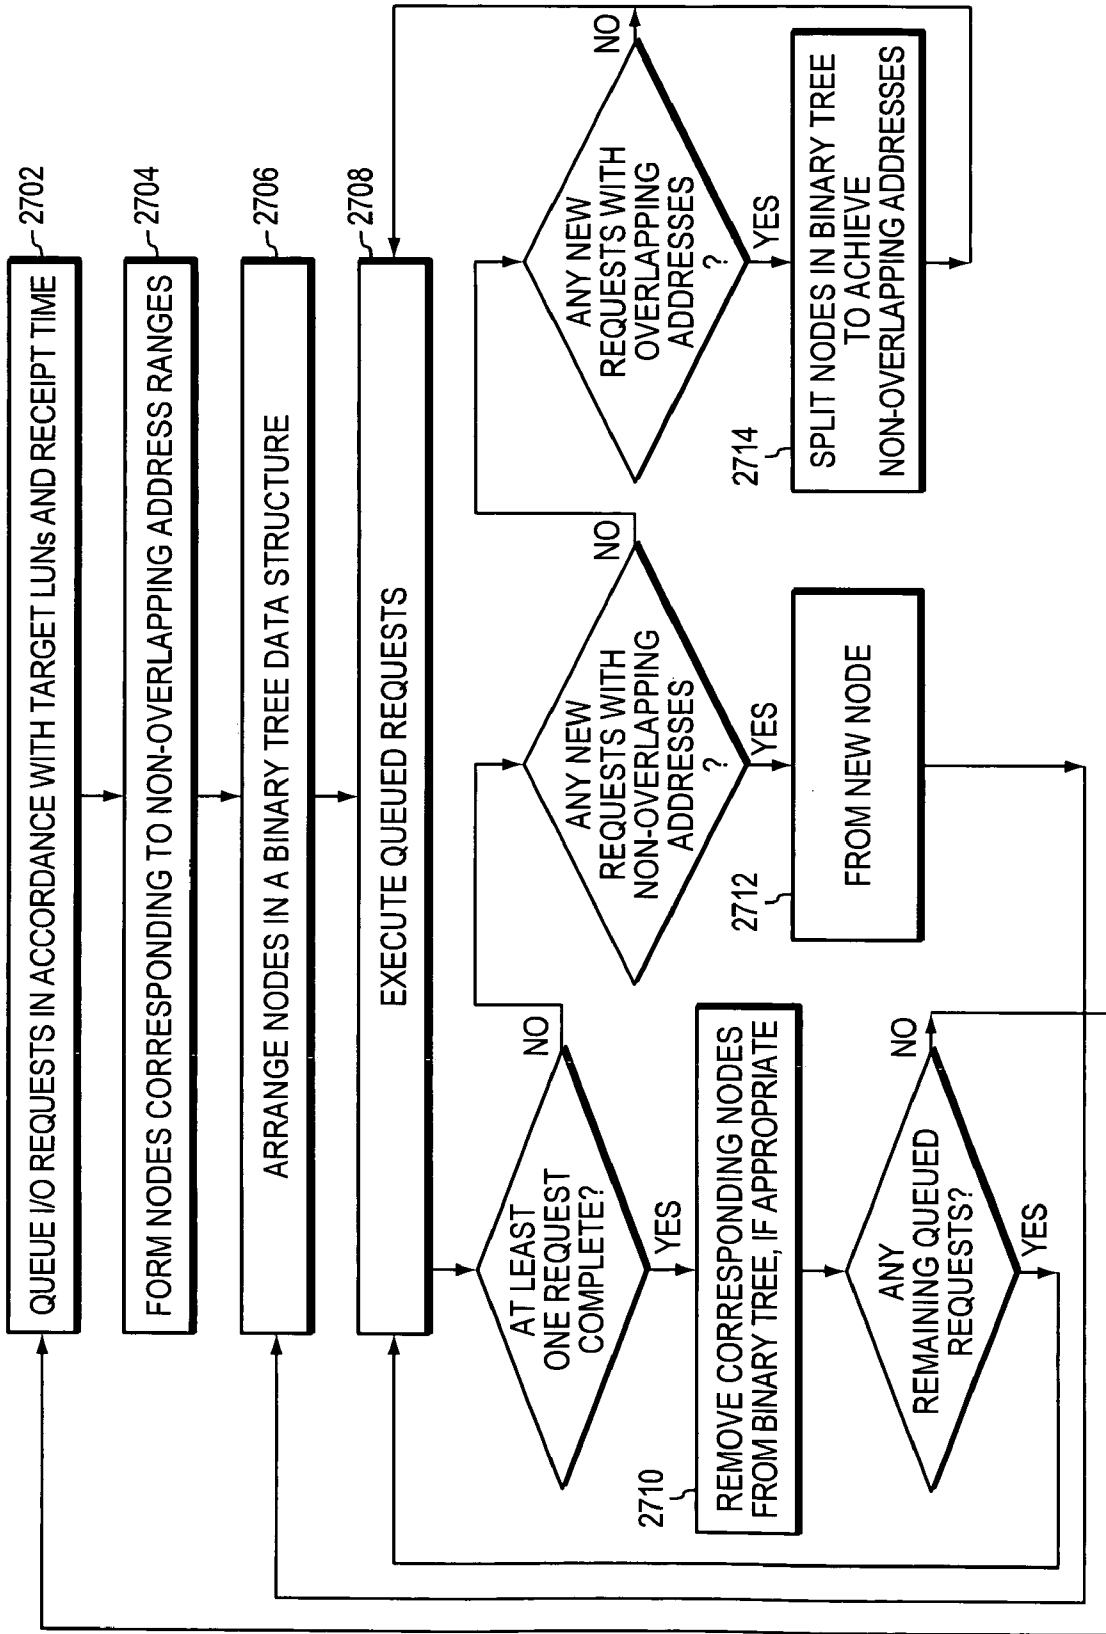 QUEUE I/O REQUESTS IN ACCORDANCE WITH TARGET LUNs AND RECEIPT TIME
2702
FORM NODES CORRESPONDING TO NON-OVERLAPPING ADDRESS RANGES
2704
ARRANGE NODES IN A BINARY TREE DATA STRUCTURE
2706
EXECUTE QUEUED REQUESTS
2708
AT LEAST
ONE REQUEST
COMPLETE?
NO
YES
2710
REMOVE CORRESPONDING NODES
FROM BINARY TREE, IF APPROPRIATE
ANY
REMAINING QUEUED
REQUESTS?
NO
YES
ANY NEW
REQUESTS WITH
NON-OVERLAPPING
ADDRESSES
?
NO
YES
2712
FROM NEW NODE
ANY NEW
REQUESTS WITH
OVERLAPPING
ADDRESSES
?
NO
YES
2714
SPLIT NODES IN BINARY TREE
TO ACHIEVE
NON-OVERLAPPING ADDRESSES